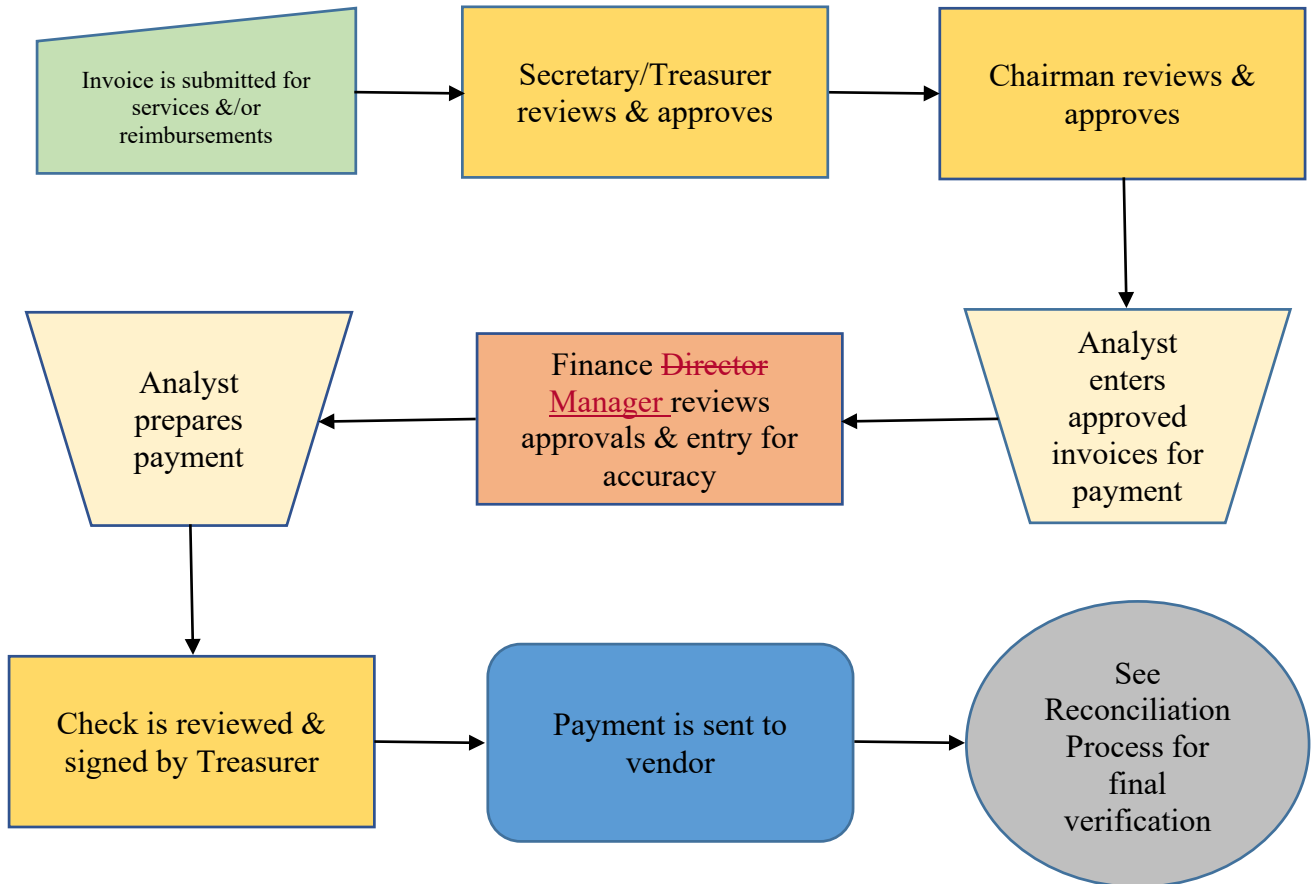 Invoice is submitted for
services &/or
reimbursements
Secretary/Treasurer
reviews & approves
Chairman reviews &
approves
Analyst
enters
approved
invoices for
payment
Finance Director
Manager reviews
approvals & entry for
accuracy
Analyst
prepares
payment
Check is reviewed &
signed by Treasurer
Payment is sent to
vendor
See
Reconciliation
Process for
final
verification